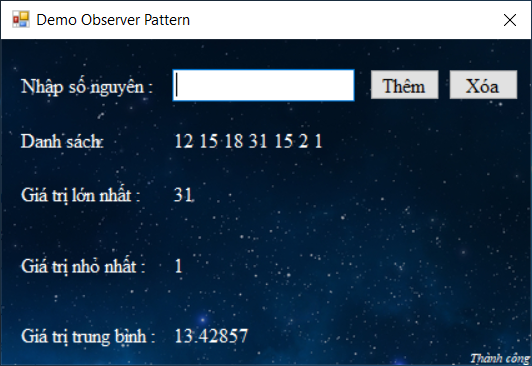 Demo Observer Pattern
Nhập số nguyên : Thêm Xóa
Danh sách: 12 15 18 31 15 2 1
Giá trị lớn nhất : 31
Giá trị nhỏ nhất : 1
Giá trị trung bình : 13.42857
Thành công